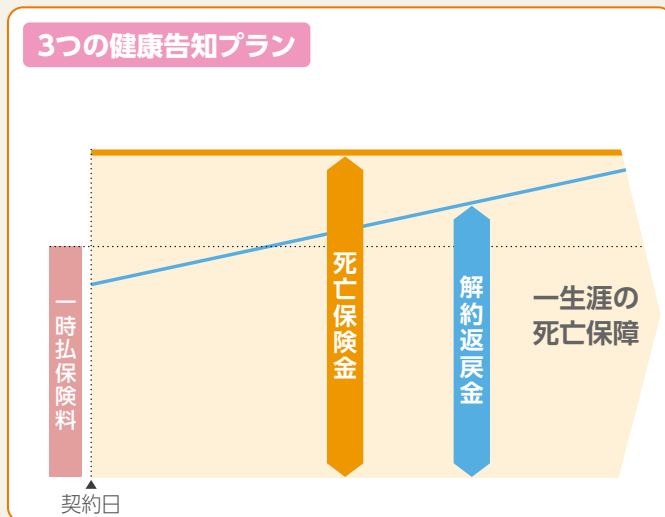 3つの健康告知プラン
一時払保険料
死亡保険金
解約返戻金
一生涯の
死亡保障
契約日